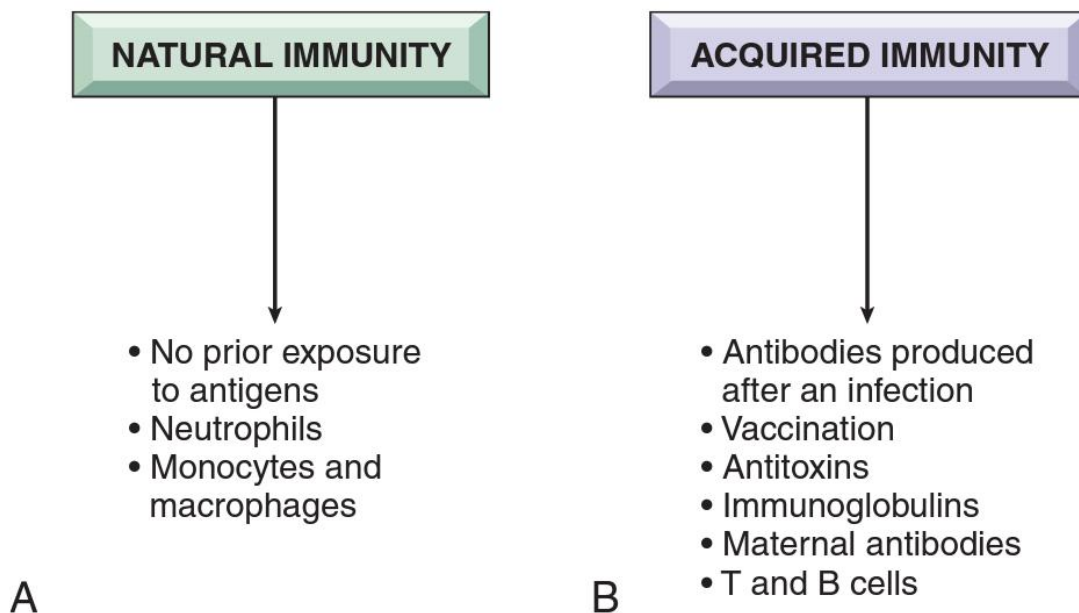 NATURAL IMMUNITY
• No prior exposure
to antigens
• Neutrophils
• Monocytes and
macrophages
A
ACQUIRED IMMUNITY
• Antibodies produced
after an infection
• Vaccination
• Antitoxins
• Immunoglobulins
• Maternal antibodies
• T and B cells
B